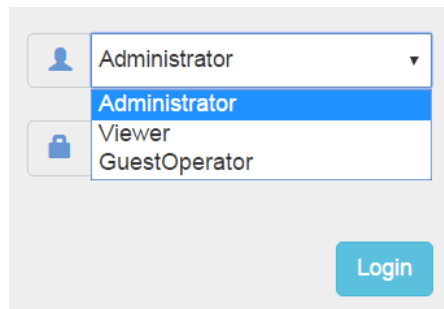 Administrator
Administrator
Viewer
GuestOperator
Login